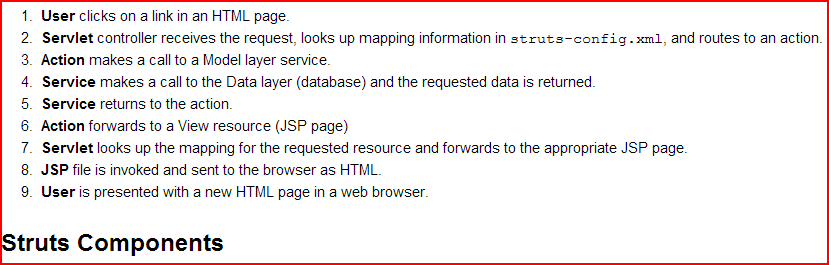 1. User clicks on a link in an HTML page.
2. Servlet controller receives the request, looks up mapping information in struts-config.xml, and routes to an action.
3. Action makes a call to a Model layer service.
4. Service makes a call to the Data layer (database) and the requested data is returned.
5. Service returns to the action.
6. Action forwards to a View resource (JSP page)
7. Servlet looks up the mapping for the requested resource and forwards to the appropriate JSP page.
8. JSP file is invoked and sent to the browser as HTML.
9. User is presented with a new HTML page in a web browser.
Struts Components